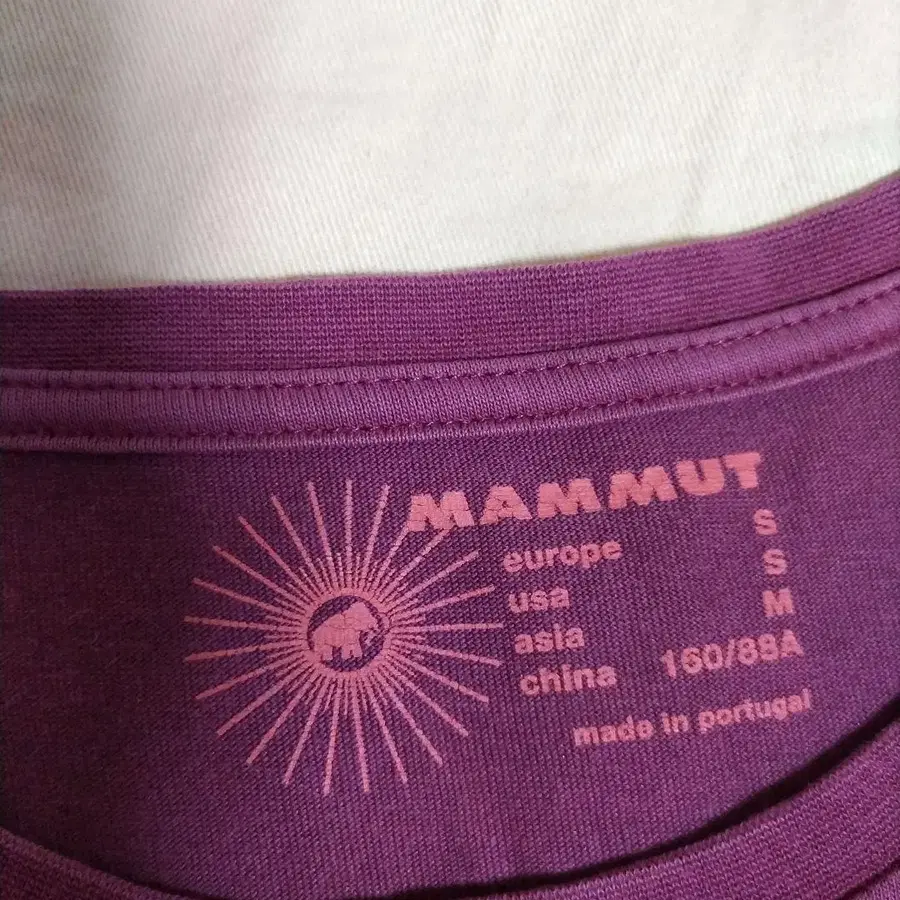 MAMMUT
europe S
usa S
asia M
china 160/88A
made in portugal